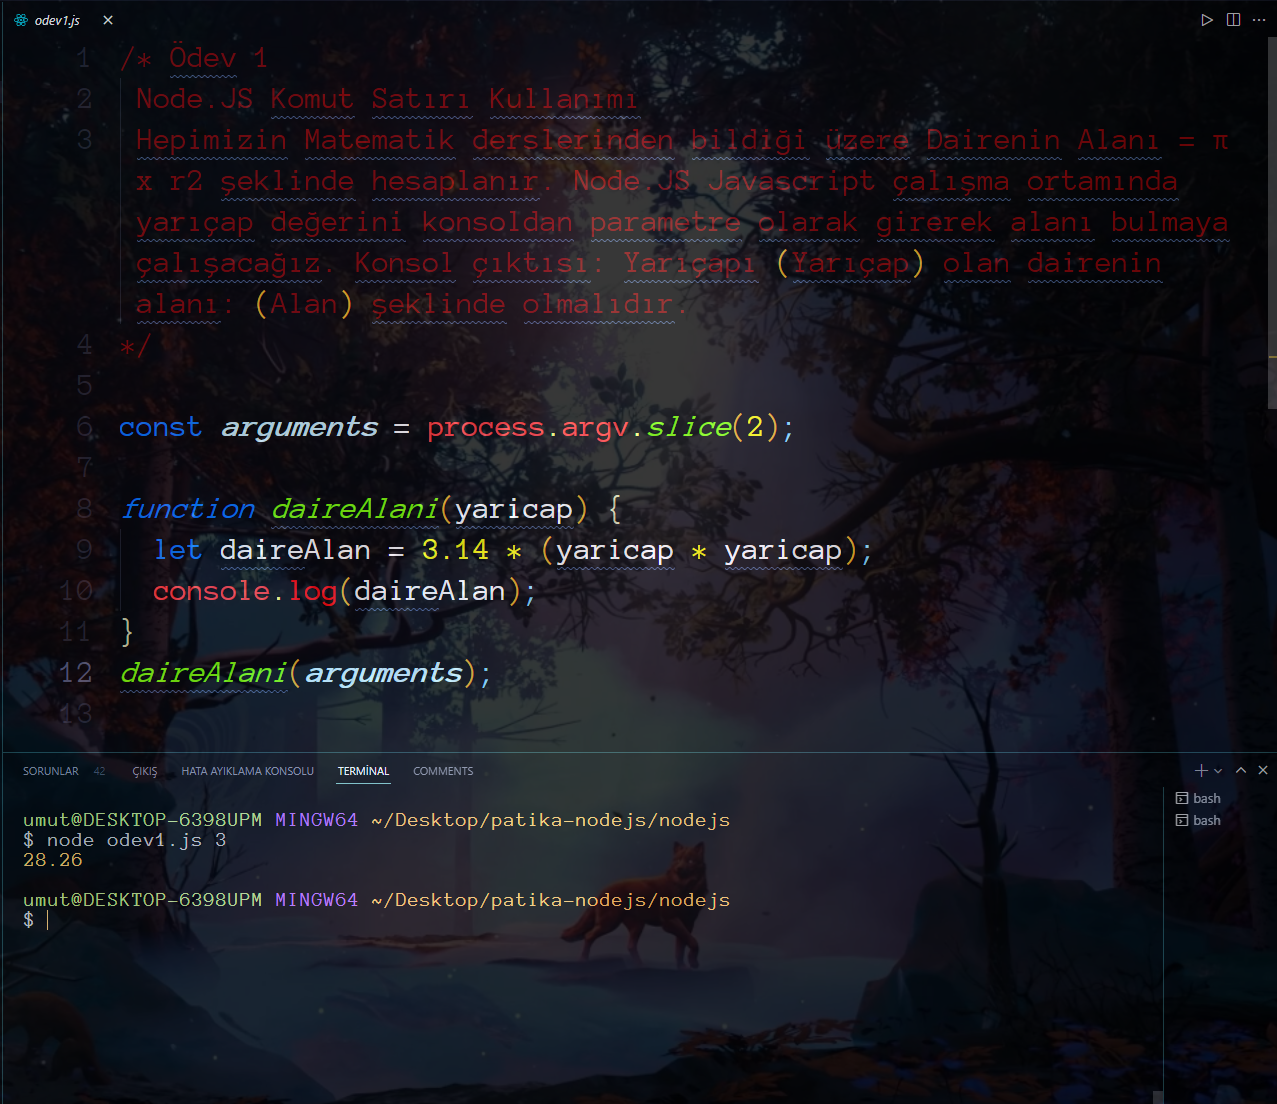 odev1.js
1 /* Ödev 1
2 Node.JS Komut Satırı Kullanımı
3 Hepimizin Matematik derslerinden bildiği üzere Dairenin Alanı = π
x r2 şeklinde hesaplanır. Node.JS Javascript çalışma ortamında
yarıçap değerini konsoldan parametre olarak girerek alanı bulmaya
çalışacağız. Konsol çıktısı: Yarıçapı (Yarıçap) olan dairenin
alanı: (Alan) şeklinde olmalıdır.
4 */
5
6 const arguments = process.argv.slice(2);
7
8 function daireAlani(yaricap) {
9 let daireAlan = 3.14 * (yaricap * yaricap);
10 console.log(daireAlan);
11 }
12 daireAlani(arguments);
13
SORUNLAR 42 ÇIKIŞ HATA AYIKLAMA KONSOLU TERMİNAL COMMENTS
umut@DESKTOP-6398UPM MINGW64 ~/Desktop/patika-nodejs/nodejs
$ node odev1.js 3
28.26
umut@DESKTOP-6398UPM MINGW64 ~/Desktop/patika-nodejs/nodejs
$
bash
bash